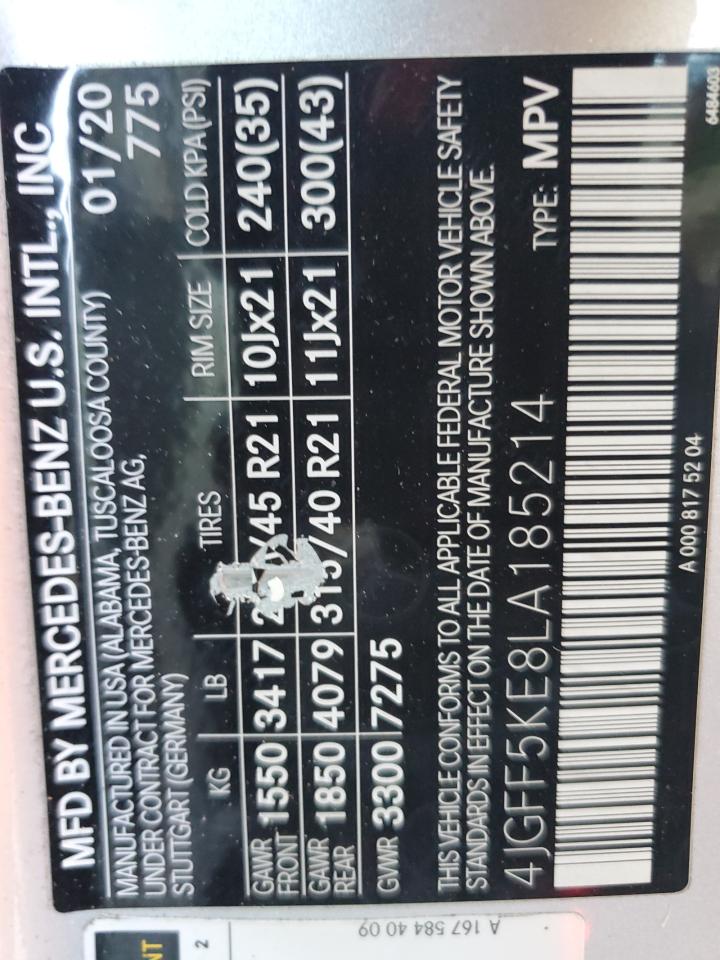 MFD BY MERCEDES-BENZ U.S. INTL., INC
MANUFACTURED IN USA (ALABAMA, TUSCALOOSA COUNTY) 01/20
UNDER CONTRACT FOR MERCEDES-BENZ AG, 775
STUTTGART (GERMANY)
KG LB TIRES RIM SIZE COLD KPA (PSI)
GAWR FRONT 1550 3417 /45 R21 10Jx21 240(35)
GAWR REAR 1850 4079 315/40 R21 11Jx21 300(43)
GVWR 3300 7275
THIS VEHICLE CONFORMS TO ALL APPLICABLE FEDERAL MOTOR VEHICLE SAFETY
STANDARDS IN EFFECT ON THE DATE OF MANUFACTURE SHOWN ABOVE.
4JGFF5KE8LA185214 TYPE: MPV
A 000 817 52 04
6484603
A 167 584 40 09
NT
2